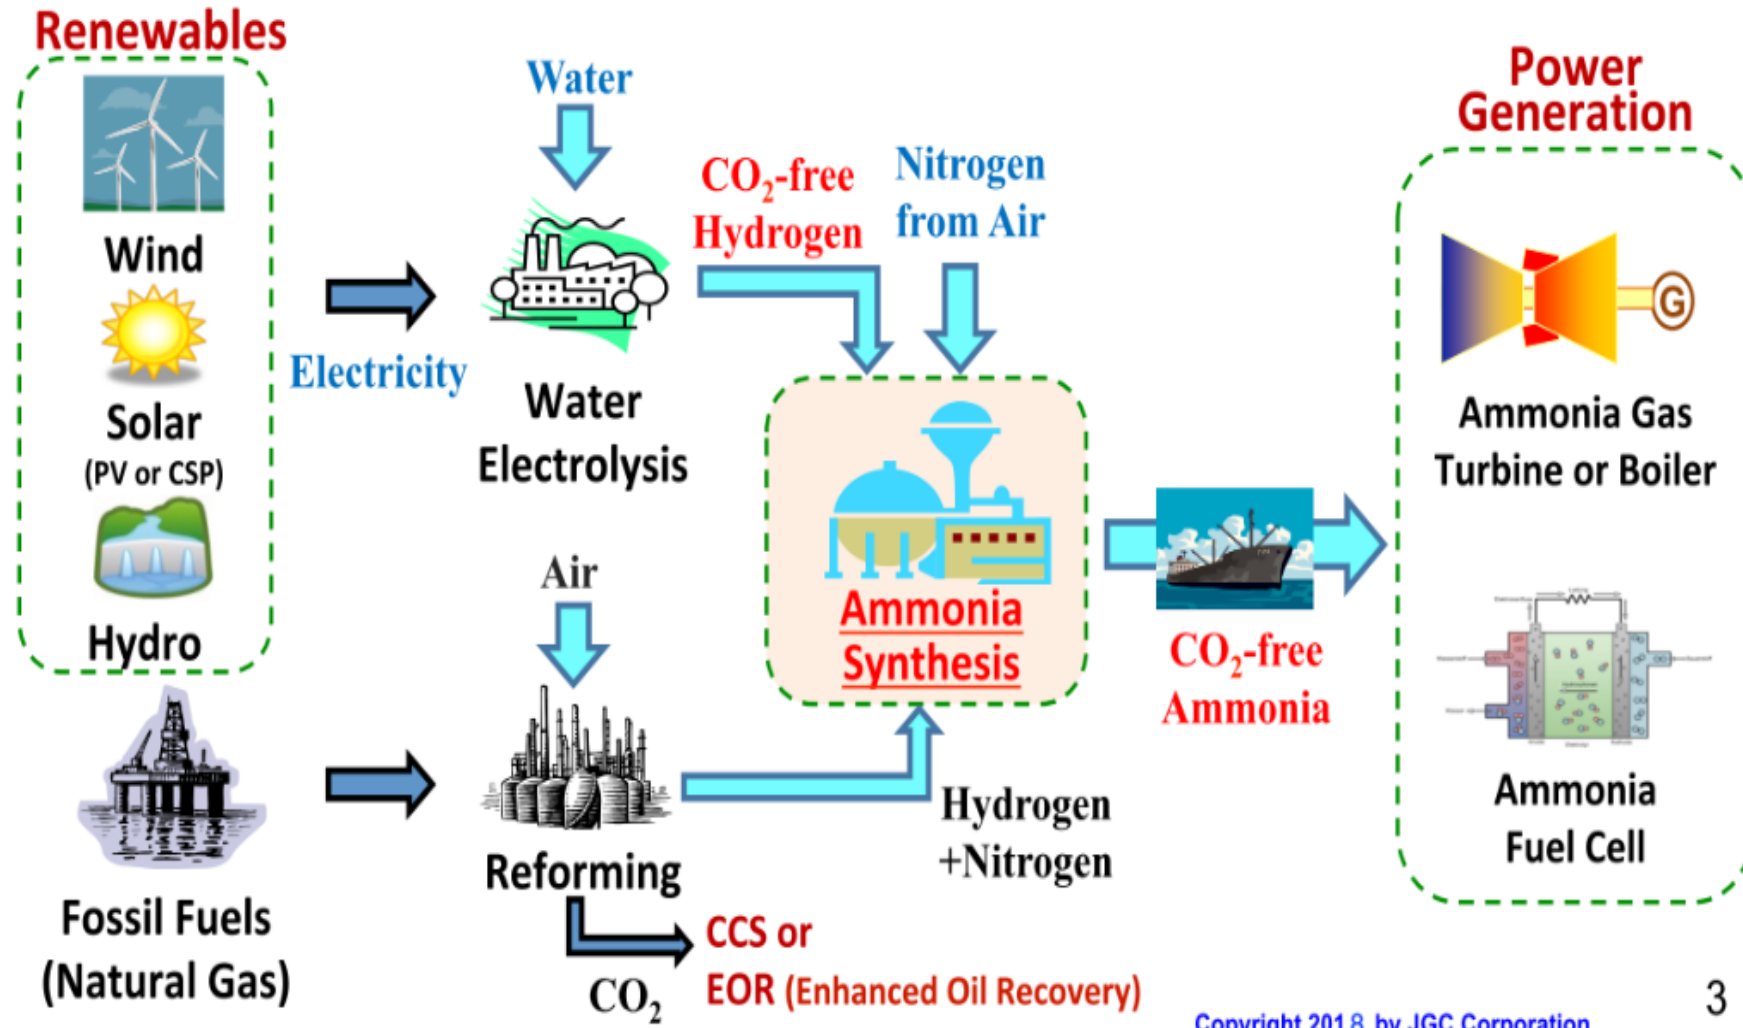 Renewables
Wind
Solar
(PV or CSP)
Hydro
Fossil Fuels
(Natural Gas)
Electricity
Water
Water
Electrolysis
Air
Reforming
CO₂
CCS or
EOR (Enhanced Oil Recovery)
CO₂-free
Hydrogen
Nitrogen
from Air
Ammonia
Synthesis
Hydrogen
+Nitrogen
CO₂-free
Ammonia
Power
Generation
G
Ammonia Gas
Turbine or Boiler
Ammonia
Fuel Cell
3
Copyright 2018 by JGC Corporation